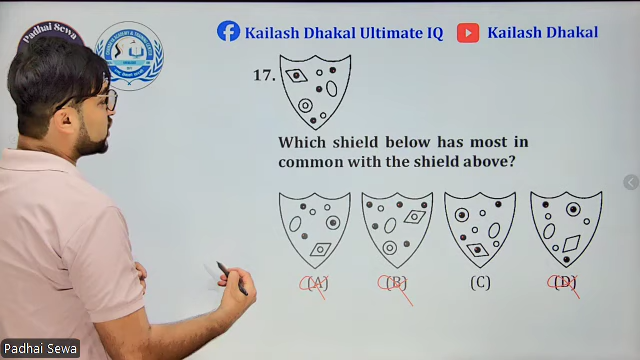 Padhai Sewa
Kailash Dhakal Ultimate IQ
Kailash Dhakal
17.
Which shield below has most in
common with the shield above?
(A) (B) (C) (D)
Padhai Sewa